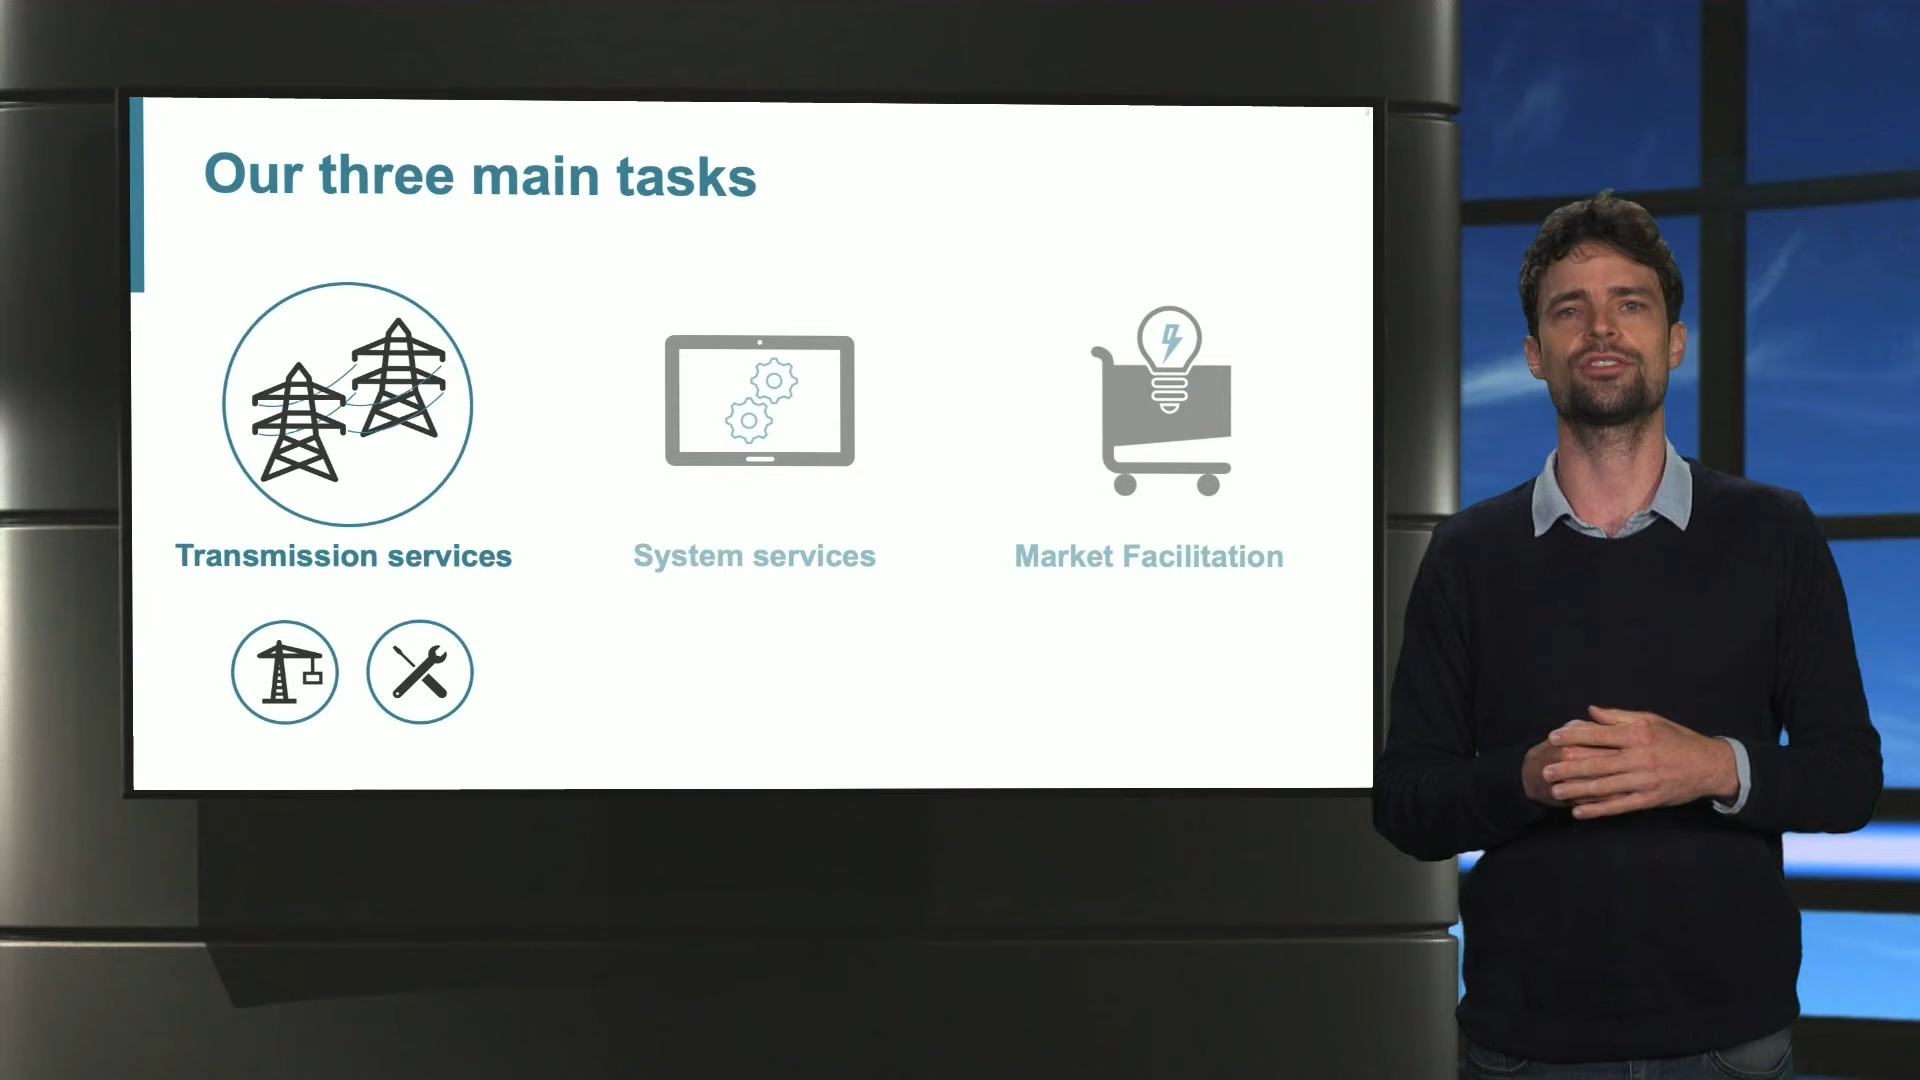 Our three main tasks
Transmission services
System services
Market Facilitation